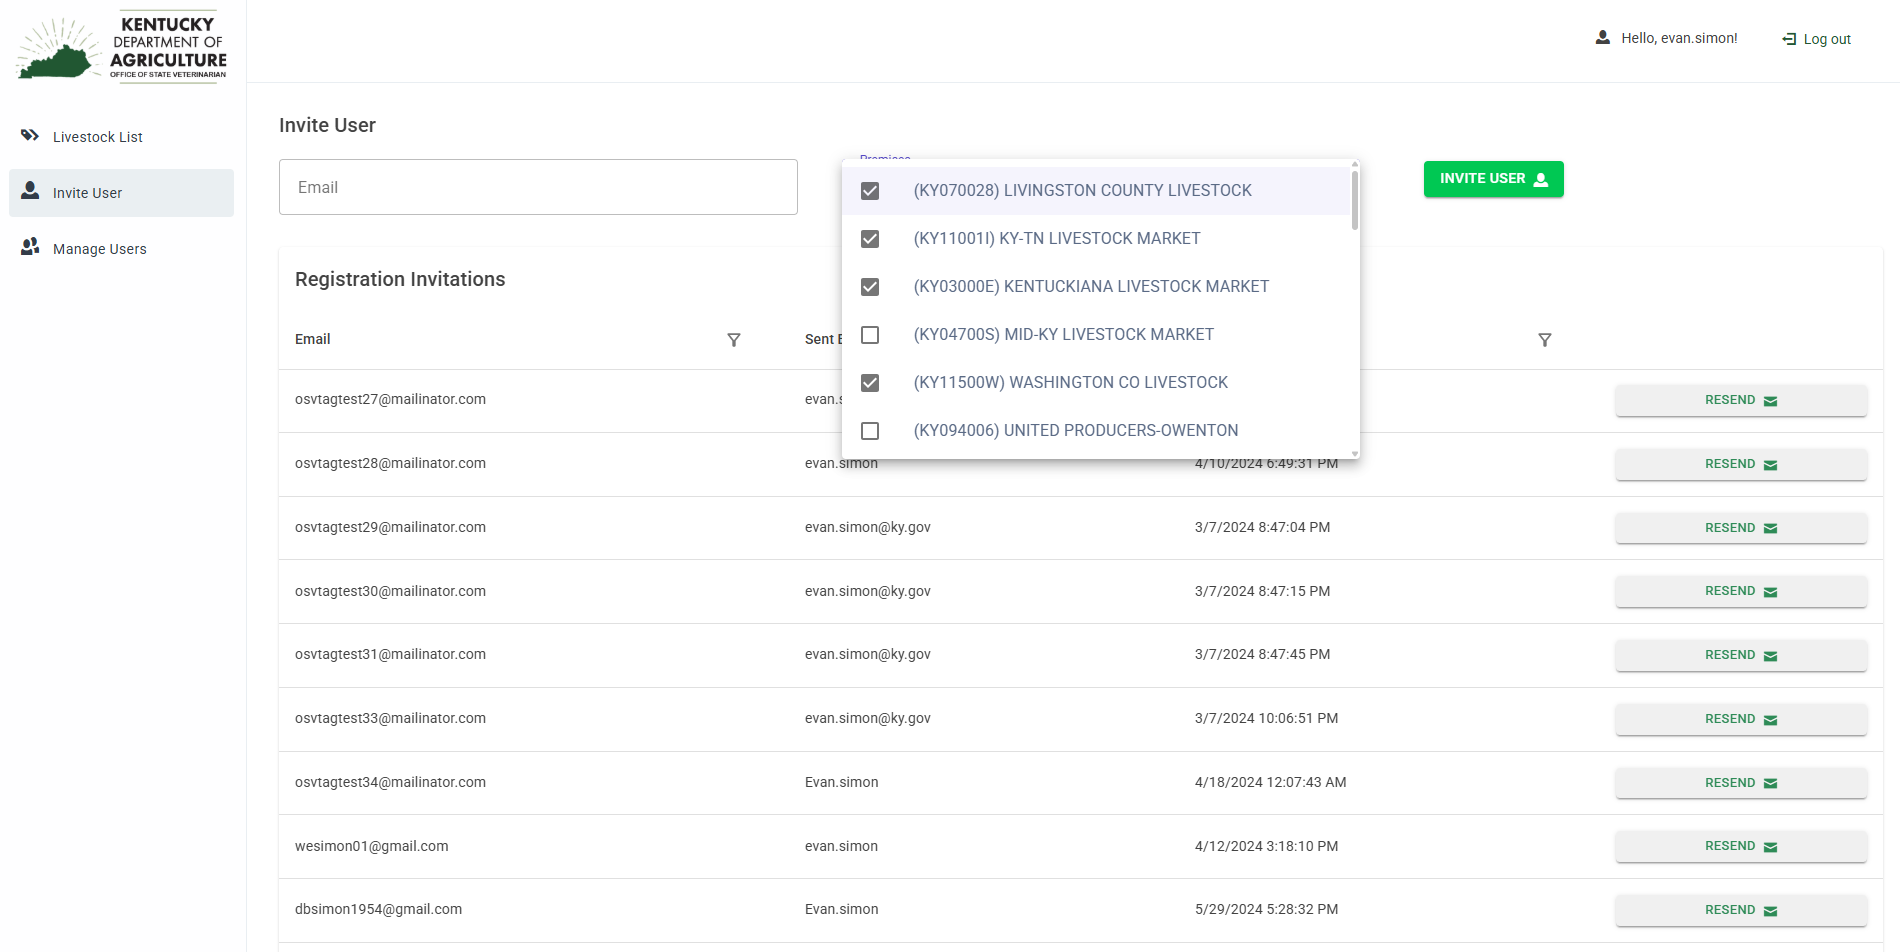 KENTUCKY
DEPARTMENT OF
AGRICULTURE
OFFICE OF STATE VETERINARIAN
Hello, evan.simon!
Log out
Livestock List
Invite User
Manage Users
Invite User
Email
Premises
(KY070028) LIVINGSTON COUNTY LIVESTOCK
(KY11001I) KY-TN LIVESTOCK MARKET
(KY03000E) KENTUCKIANA LIVESTOCK MARKET
(KY04700S) MID-KY LIVESTOCK MARKET
(KY11500W) WASHINGTON CO LIVESTOCK
(KY094006) UNITED PRODUCERS-OWENTON
INVITE USER
Registration Invitations
Email Sent
osvtagtest27@mailinator.com RESEND
osvtagtest28@mailinator.com evan.simon 4/10/2024 6:49:31 PM RESEND
osvtagtest29@mailinator.com evan.simon@ky.gov 3/7/2024 8:47:04 PM RESEND
osvtagtest30@mailinator.com evan.simon@ky.gov 3/7/2024 8:47:15 PM RESEND
osvtagtest31@mailinator.com evan.simon@ky.gov 3/7/2024 8:47:45 PM RESEND
osvtagtest33@mailinator.com evan.simon@ky.gov 3/7/2024 10:06:51 PM RESEND
osvtagtest34@mailinator.com Evan.simon 4/18/2024 12:07:43 AM RESEND
wesimon01@gmail.com evan.simon 4/12/2024 3:18:10 PM RESEND
dbsimon1954@gmail.com Evan.simon 5/29/2024 5:28:32 PM RESEND